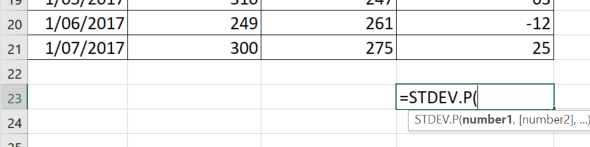 20 1/06/2017 249 261 -12
21 1/07/2017 300 275 25
22
23 =STDEV.P(
24 STDEV.P(number1, [number2], ...)